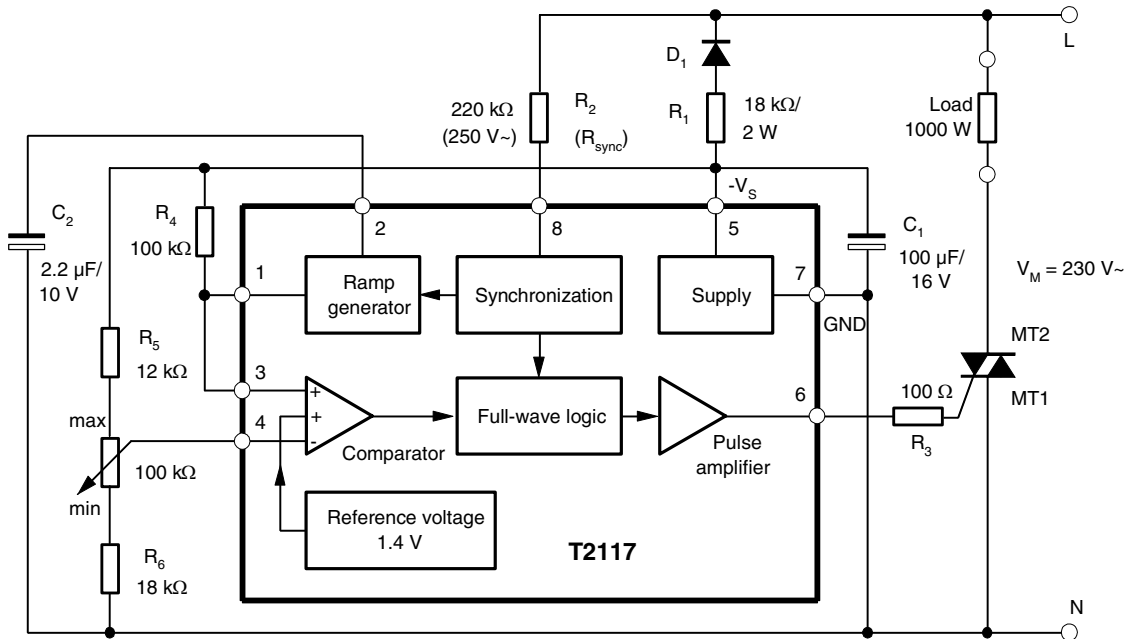 L
D1
220 kΩ
(250 V~)
R2
(Rsync)
R1
18 kΩ/
2 W
Load
1000 W
-VS
C2
2.2 µF/
10 V
R4
100 kΩ
2
8
5
C1
100 µF/
16 V
VM = 230 V~
1
Ramp
generator
Synchronization
Supply
7
GND
R5
12 kΩ
MT2
MT1
3
4
+
+
-
Comparator
Full-wave logic
Pulse
amplifier
6
100 Ω
R3
max
100 kΩ
min
Reference voltage
1.4 V
T2117
R6
18 kΩ
N